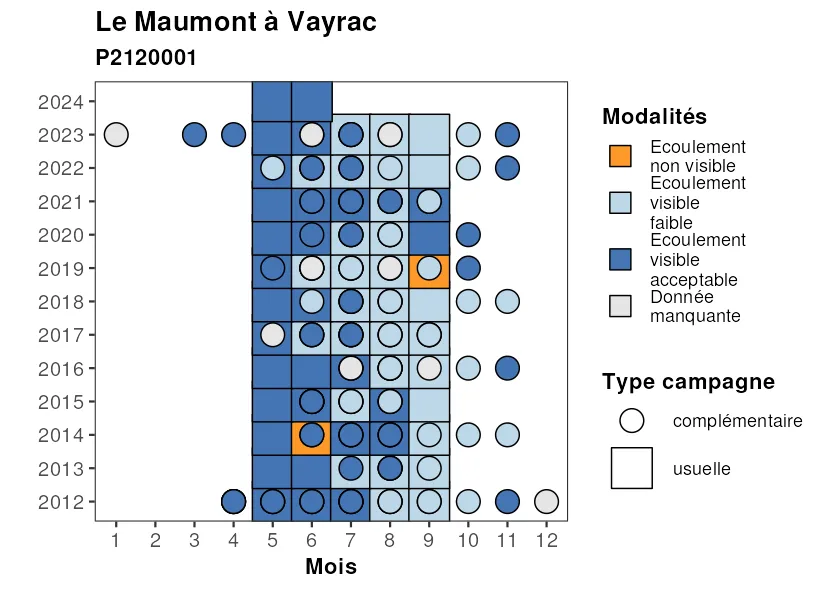 Le Maumont à Vayrac
P2120001
2024
2023
2022
2021
2020
2019
2018
2017
2016
2015
2014
2013
2012
1 2 3 4 5 6 7 8 9 10 11 12
Mois
Modalités
Ecoulement
non visible
Ecoulement
visible
faible
Ecoulement
visible
acceptable
Donnée
manquante
Type campagne
complémentaire
usuelle